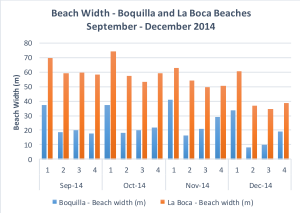 Beach Width - Boquilla and La Boca Beaches
September - December 2014
Beach Width (m)
80
70
60
50
40
30
20
10
0
1 2 3 4 1 2 3 4 1 2 3 4 1 2 3 4
Sep-14 Oct-14 Nov-14 Dec-14
Boquilla - Beach width (m) La Boca - Beach width (m)